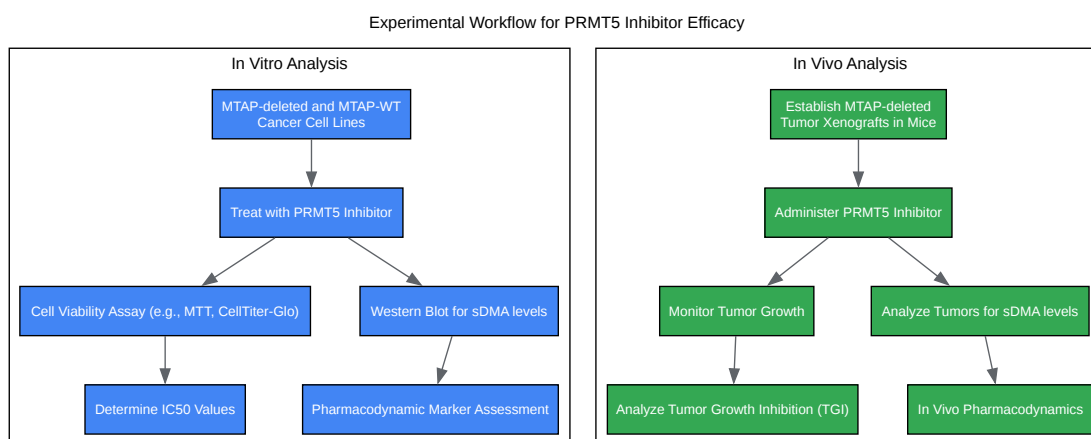 Experimental Workflow for PRMT5 Inhibitor Efficacy
In Vitro Analysis
MTAP-deleted and MTAP-WT
Cancer Cell Lines
Treat with PRMT5 Inhibitor
Cell Viability Assay (e.g., MTT, CellTiter-Glo)
Western Blot for sDMA levels
Determine IC50 Values
Pharmacodynamic Marker Assessment
In Vivo Analysis
Establish MTAP-deleted
Tumor Xenografts in Mice
Administer PRMT5 Inhibitor
Monitor Tumor Growth
Analyze Tumors for sDMA levels
Analyze Tumor Growth Inhibition (TGI)
In Vivo Pharmacodynamics